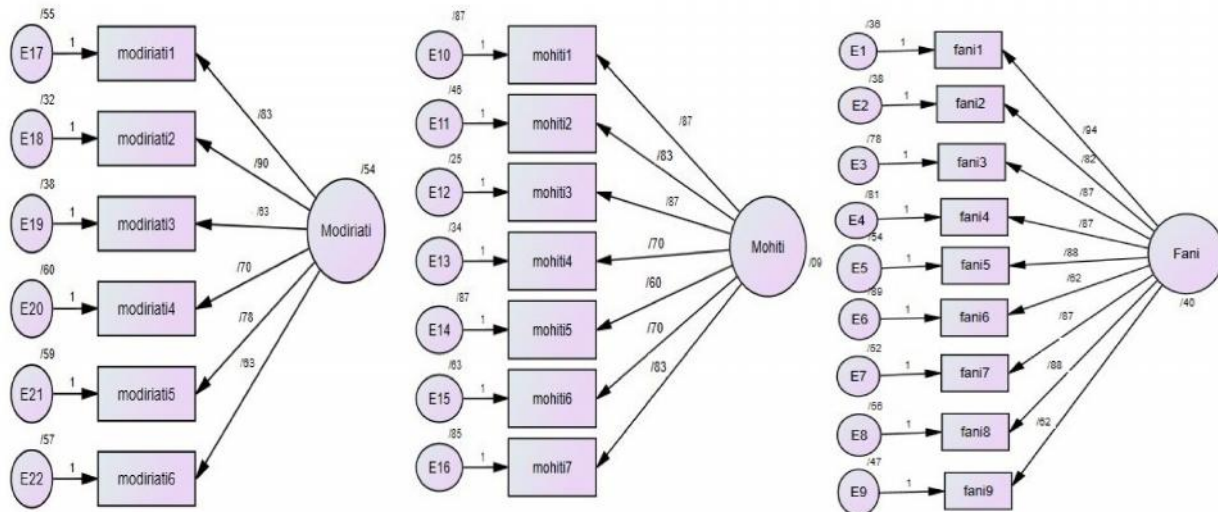 /55
E17
1
modiriati1
/83
/32
E18
1
modiriati2
/90
/54
/38
E19
1
modiriati3
/63
Modiriati
/60
E20
1
modiriati4
/70
/59
E21
1
modiriati5
/78
/57
E22
1
modiriati6
/63
/87
E10
1
mohiti1
/87
/46
E11
1
mohiti2
/83
/25
E12
1
mohiti3
/87
Mohiti
/09
/34
E13
1
mohiti4
/70
/87
E14
1
mohiti5
/60
/63
E15
1
mohiti6
/70
/85
E16
1
mohiti7
/83
/36
E1
1
fani1
/94
/38
E2
1
fani2
/82
/78
E3
1
fani3
/87
/81
E4
1
fani4
/87
Fani
/40
/54
E5
1
fani5
/88
/89
E6
1
fani6
/62
/52
E7
1
fani7
/87
/56
E8
1
fani8
/88
/47
E9
1
fani9
/62